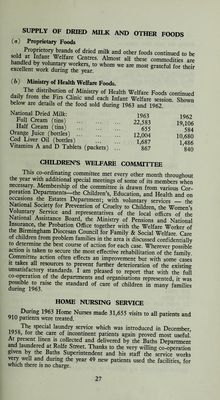 SUPPLY OF DRIED MILK AND OTHER FOODS
(a) Proprietary Foods
Proprietory brands of dried milk and other foods continued to be
sold at Infant Welfare Centres. Almost all these commodities are
handled by voluntary workers, to whom we are most grateful for their
excellent work during the year.
(b) Ministry of Health Welfare Foods.
The distribution of Ministry of Health Welfare Foods continued
daily from the Firs Clinic and each Infant Welfare session. Shown
below are details of the food sold during 1963 and 1962.
National Dried Milk: 1963 1962
Full Cream (tins) ... ... ... 22,583 19,106
Half Cream (tins) ... ... ... 655 584
Orange Juice (bottles) ... ... ... 12,004 10,680
Cod Liver Oil (bottles) ... ... ... 1,687 1,486
Vitamins A and D Tablets (packets) ... 867 840
CHILDREN'S WELFARE COMMITTEE
This co-ordinating committee met every other month throughout
the year with additional special meetings of some of its members when
necessary. Membership of the committee is drawn from various Cor-
poration Departments—the Children's, Education, and Health and on
occasions the Estates Department; with voluntary services — the
National Society for Prevention of Cruelty to Children, the Women's
Voluntary Service and representatives of the local offices of the
National Assistance Board, the Ministry of Pensions and National
Insurance, the Probation Office together with the Welfare Worker of
the Birmingham Diocesan Council for Family & Social Welfare. Care
of children from problem families in the area is discussed confidentially
to determine the best course of action for each case. Wherever possible
action is taken to secure the most effective rehabilitation of the family.
Committee action often effects an improvement but with some cases
it takes all resources to prevent further deterioration of the existing
unsatisfactory standards. I am pleased to report that with the full
co-operation of the departments and organisations represented, it was
possible to raise the standard of care of children in many families
during 1963.
HOME NURSING SERVICE
During 1963 Home Nurses made 31,655 visits to all patients and
910 patients were treated.
The special laundry service which was introduced in December,
1958, for the care of incontinent patients again proved most useful.
At present linen is collected and delivered by the Baths Department
and laundered at Rolfe Street. Thanks to the very willing co-operation
given by the Baths Superintendent and his staff the service works
very well and during the year 49 new patients used the facilities, for
which there is no charge.
27